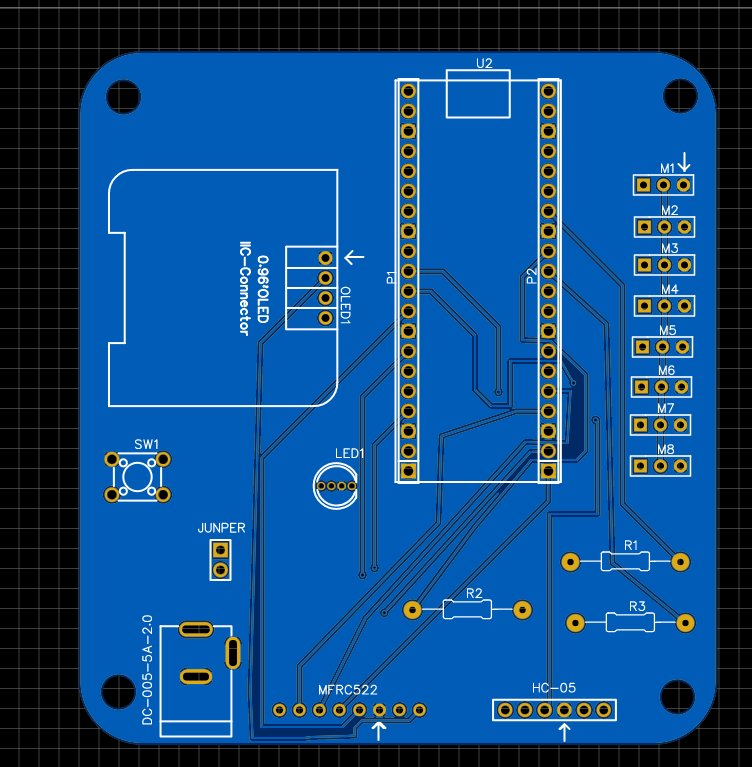 U2
M1
M2
M3
M4
M5
M6
M7
M8
P1
P2
0.96'OLED
IIC-Connector
OLED1
SW1
LED1
JUNPER
R1
R2
R3
DC-005-5A-2.0
MFRC522
HC-05